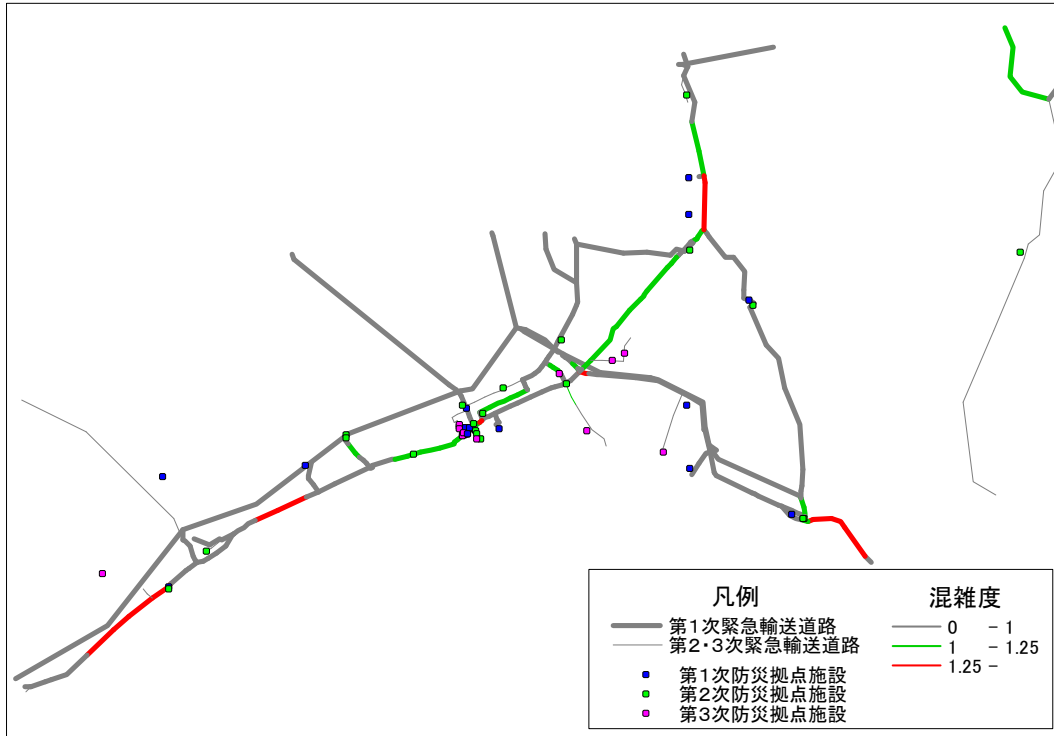 凡例
第1次緊急輸送道路
第2・3次緊急輸送道路
第1次防災拠点施設
第2次防災拠点施設
第3次防災拠点施設
混雑度
0 - 1
1 - 1.25
1.25 -